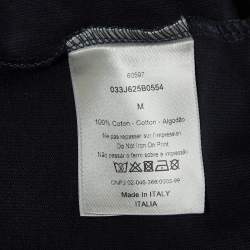 60597
033J625B0554
M
100% Coton - Cotton - Algodão
Ne pas repasser sur l'impression
Do Not Iron On Print
Não passar o ferro sobre a impressão
Made in ITALY
ITALIA